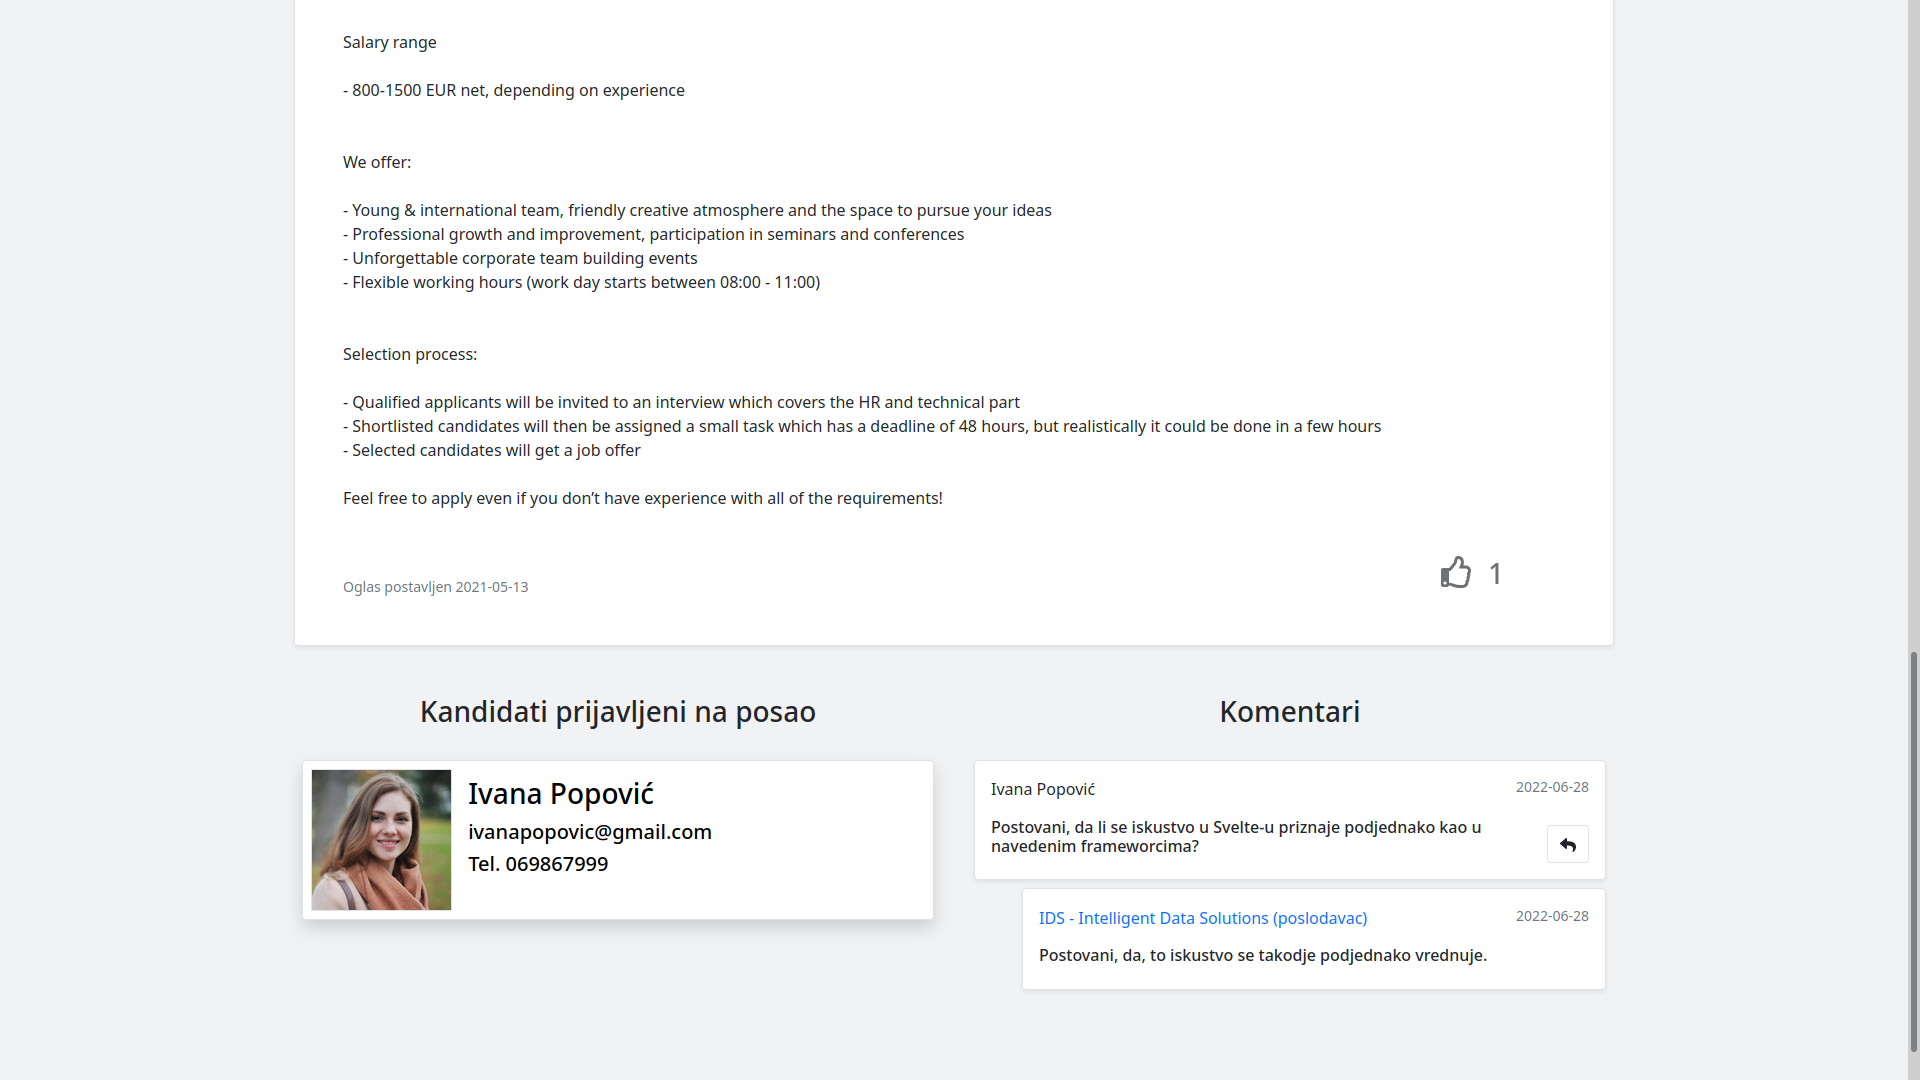 Salary range
- 800-1500 EUR net, depending on experience
We offer:
- Young & international team, friendly creative atmosphere and the space to pursue your ideas
- Professional growth and improvement, participation in seminars and conferences
- Unforgettable corporate team building events
- Flexible working hours (work day starts between 08:00 - 11:00)
Selection process:
- Qualified applicants will be invited to an interview which covers the HR and technical part
- Shortlisted candidates will then be assigned a small task which has a deadline of 48 hours, but realistically it could be done in a few hours
- Selected candidates will get a job offer
Feel free to apply even if you don’t have experience with all of the requirements!
Oglas postavljen 2021-05-13
1
Kandidati prijavljeni na posao
Ivana Popović
ivanapopovic@gmail.com
Tel. 069867999
Komentari
Ivana Popović
2022-06-28
Postovani, da li se iskustvo u Svelte-u priznaje podjednako kao u
navedenim frameworcima?
IDS - Intelligent Data Solutions (poslodavac)
2022-06-28
Postovani, da, to iskustvo se takodje podjednako vrednuje.